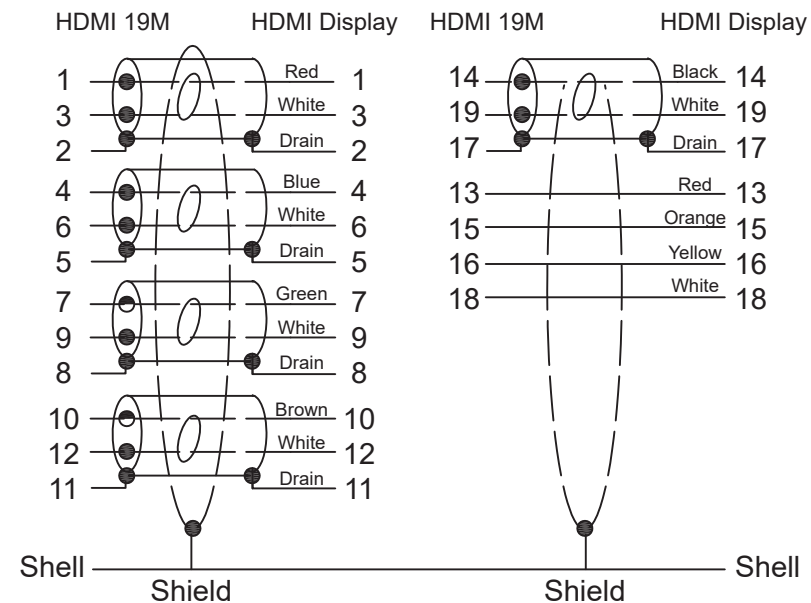 HDMI 19M HDMI Display HDMI 19M HDMI Display
1 Red 1
3 White 3
2 Drain 2
4 Blue 4
6 White 6
5 Drain 5
7 Green 7
9 White 9
8 Drain 8
10 Brown 10
12 White 12
11 Drain 11
14 Black 14
19 White 19
17 Drain 17
13 Red 13
15 Orange 15
16 Yellow 16
18 White 18
Shell Shell
Shield Shield